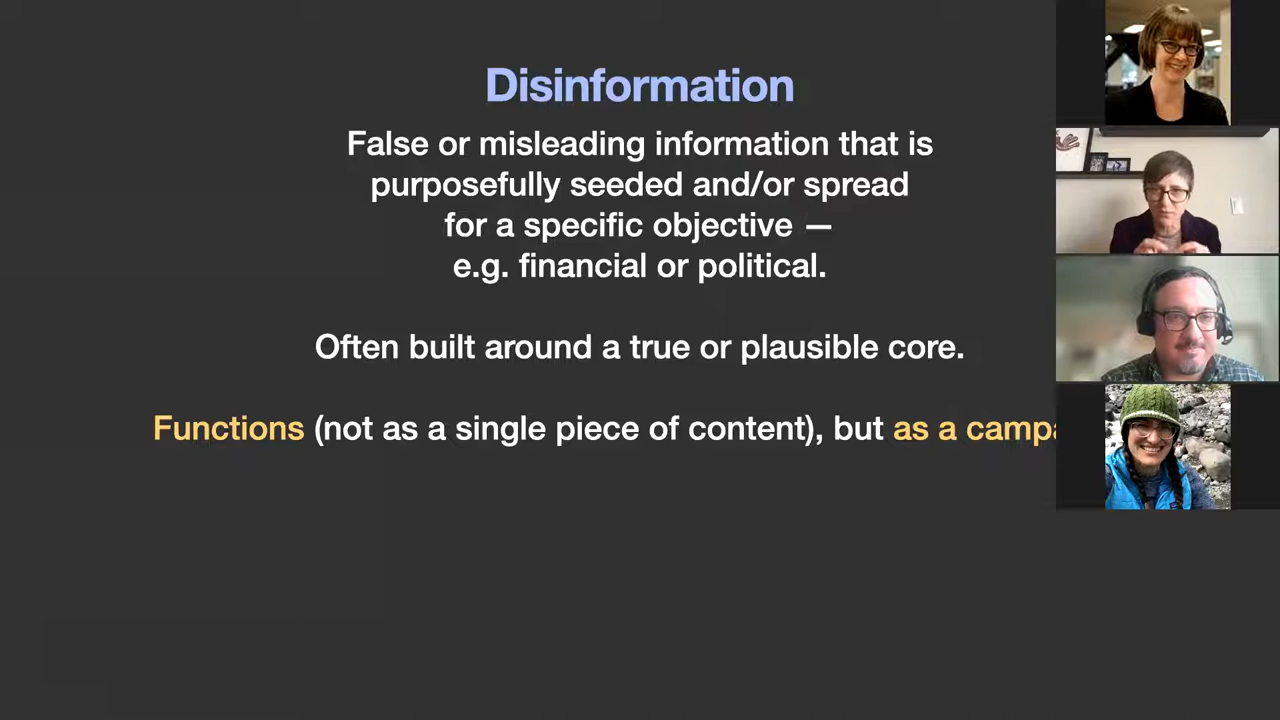 Disinformation
False or misleading information that is
purposefully seeded and/or spread
for a specific objective —
e.g. financial or political.
Often built around a true or plausible core.
Functions (not as a single piece of content), but as a